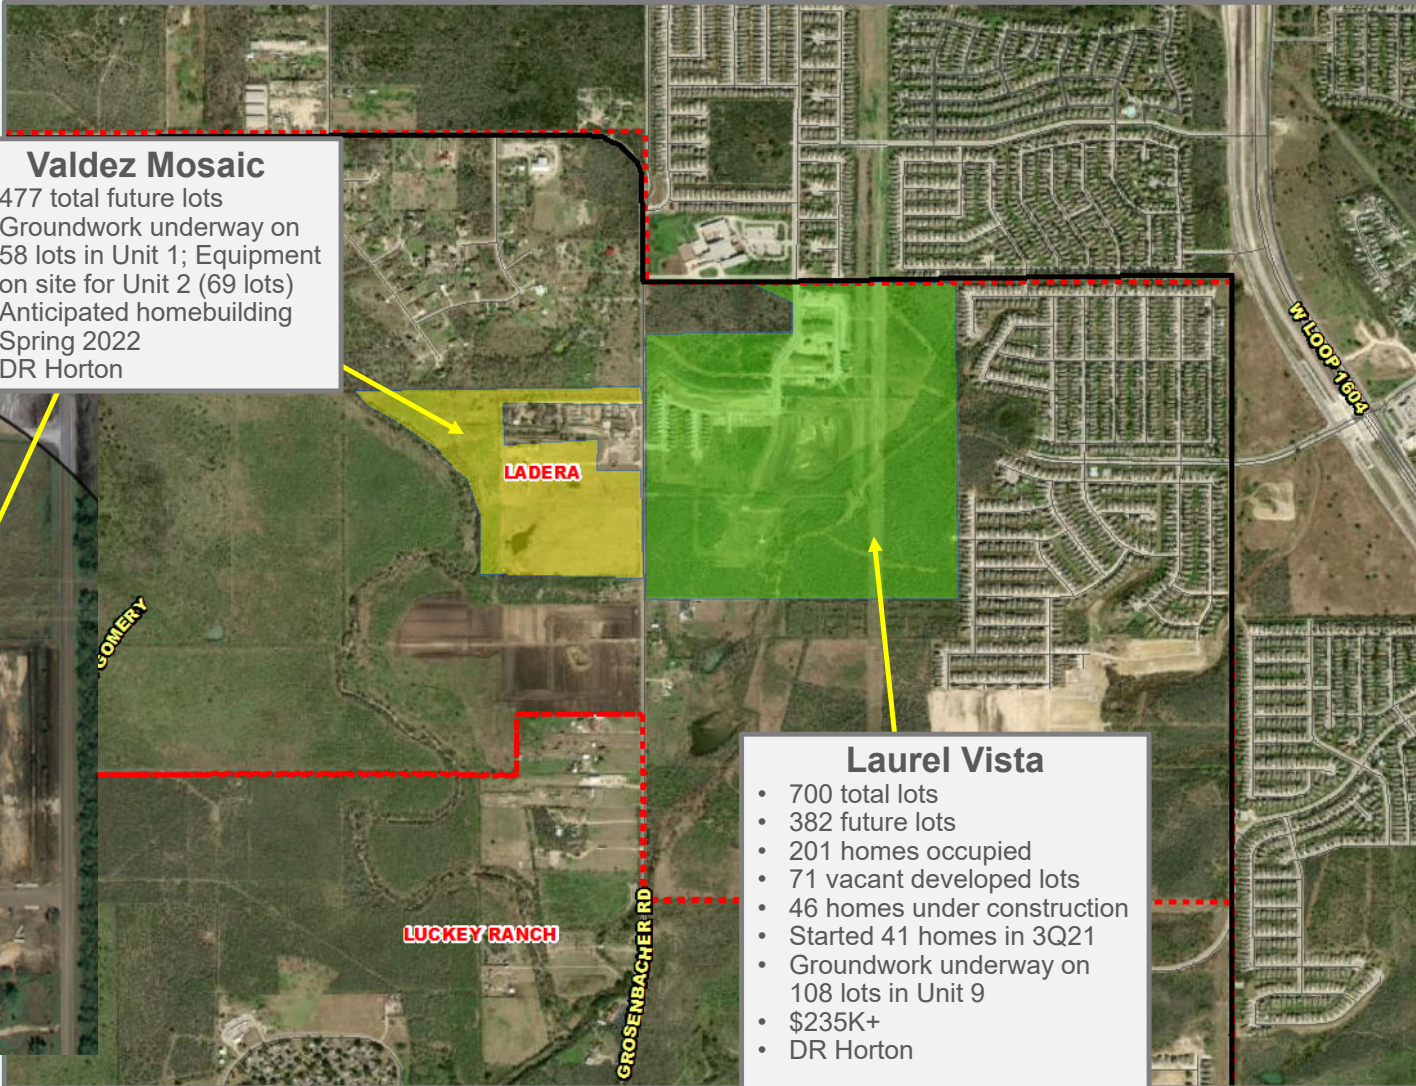 Valdez Mosaic
477 total future lots
Groundwork underway on
58 lots in Unit 1; Equipment
on site for Unit 2 (69 lots)
Anticipated homebuilding
Spring 2022
DR Horton
W LOOP 1604
LADERA
GOMERY
LUCKEY RANCH
GROSENBACHER RD
Laurel Vista
• 700 total lots
• 382 future lots
• 201 homes occupied
• 71 vacant developed lots
• 46 homes under construction
• Started 41 homes in 3Q21
• Groundwork underway on
108 lots in Unit 9
• $235K+
• DR Horton